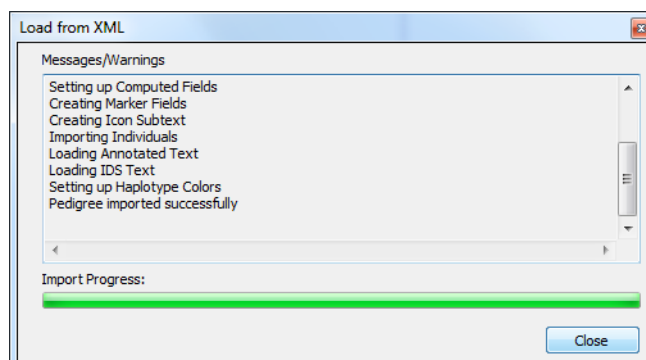 Load from XML
Messages/Warnings
Setting up Computed Fields
Creating Marker Fields
Creating Icon Subtext
Importing Individuals
Loading Annotated Text
Loading IDS Text
Setting up Haplotype Colors
Pedigree imported successfully
Import Progress:
Close